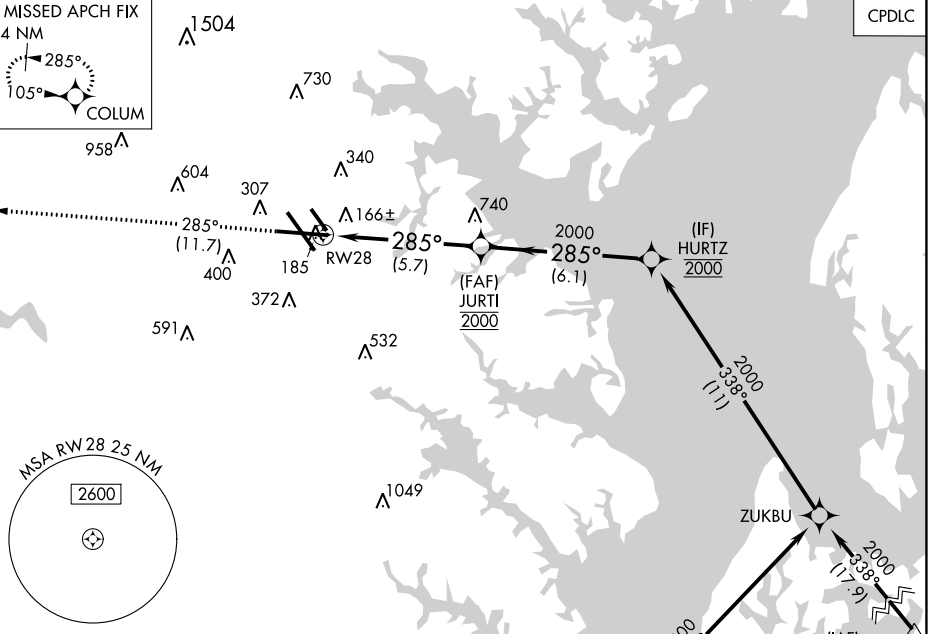 MISSED APCH FIX
4 NM
285°
105°
COLUM
CPDLC
1504
730
958
604
340
307
166±
740
285°
(11.7)
400
185
RW28
285°
(5.7)
2000
285°
(6.1)
(IF)
HURTZ
2000
(FAF)
JURTI
2000
372
591
532
2000
338°
(11)
MSA RW28 25 NM
2600
1049
ZUKBU
2000
338°
(17.9)